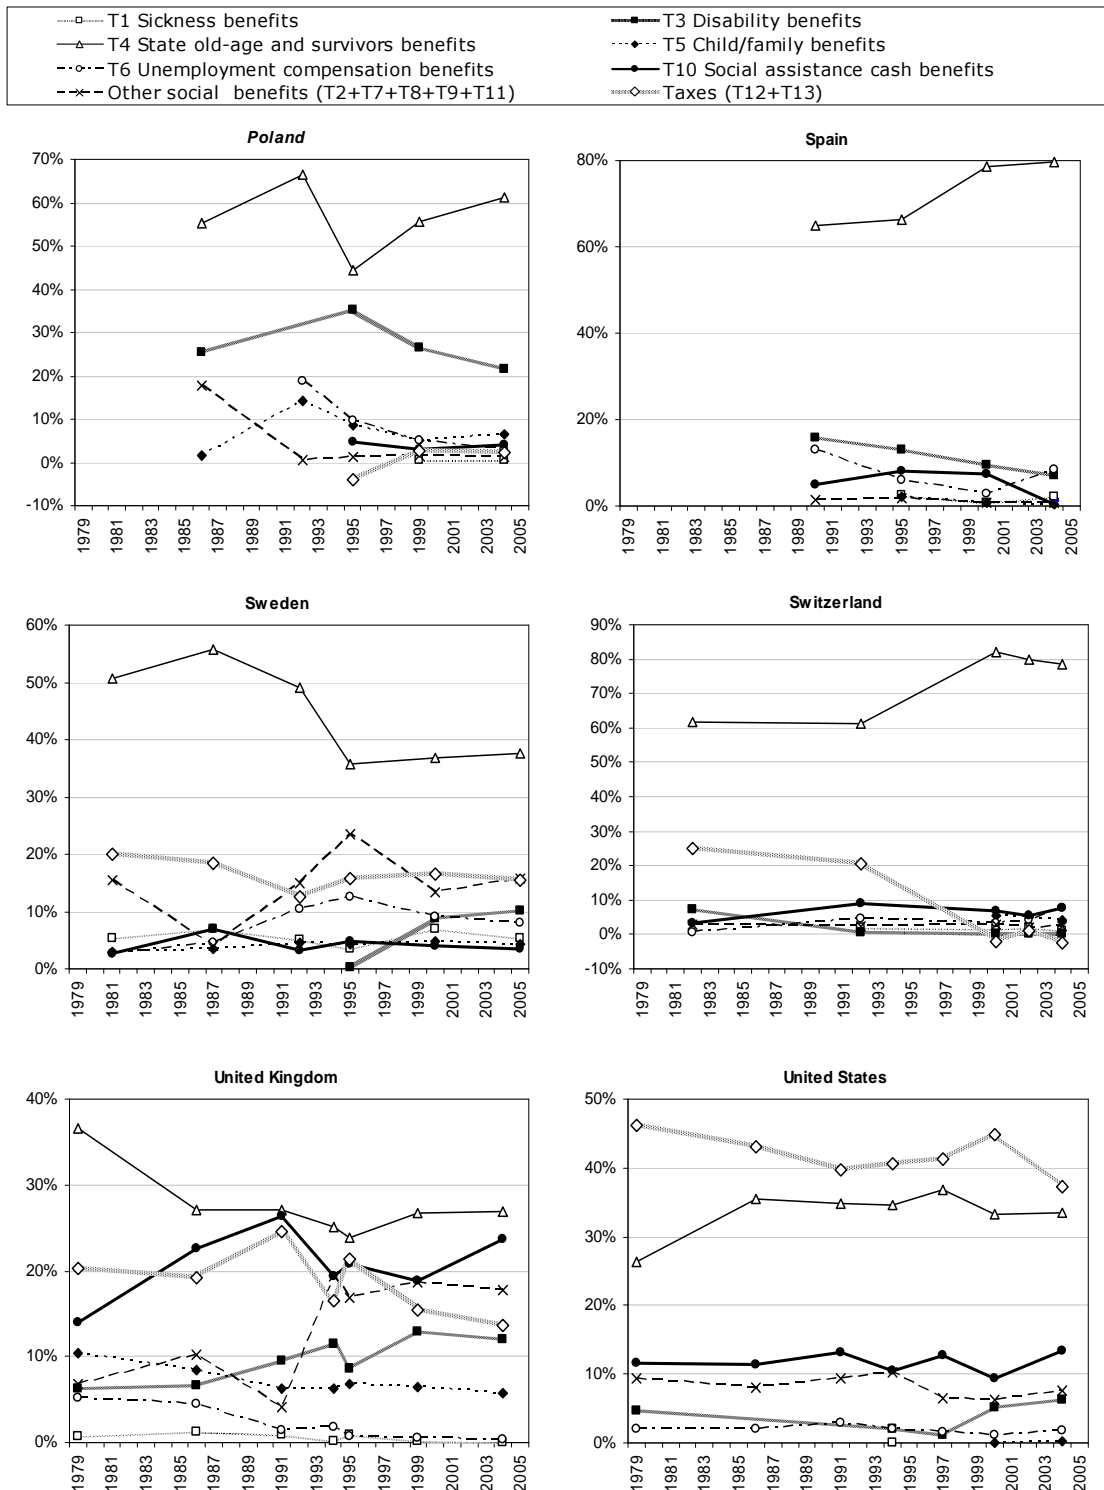 T1 Sickness benefits
T3 Disability benefits
T4 State old-age and survivors benefits
T5 Child/family benefits
T6 Unemployment compensation benefits
T10 Social assistance cash benefits
Other social benefits (T2+T7+T8+T9+T11)
Taxes (T12+T13)
Poland
70%
60%
50%
40%
30%
20%
10%
0%
-10%
1979 1981 1983 1985 1987 1989 1991 1993 1995 1997 1999 2001 2003 2005
Spain
80%
60%
40%
20%
0%
1979 1981 1983 1985 1987 1989 1991 1993 1995 1997 1999 2001 2003 2005
Sweden
60%
50%
40%
30%
20%
10%
0%
1979 1981 1983 1985 1987 1989 1991 1993 1995 1997 1999 2001 2003 2005
Switzerland
90%
80%
70%
60%
50%
40%
30%
20%
10%
0%
-10%
1979 1981 1983 1985 1987 1989 1991 1993 1995 1997 1999 2001 2003 2005
United Kingdom
40%
30%
20%
10%
0%
1979 1981 1983 1985 1987 1989 1991 1993 1995 1997 1999 2001 2003 2005
United States
50%
40%
30%
20%
10%
0%
1979 1981 1983 1985 1987 1989 1991 1993 1995 1997 1999 2001 2003 2005